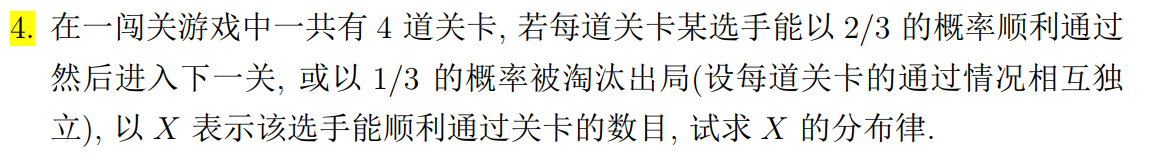 4. 在一闯关游戏中一共有 4 道关卡, 若每道关卡某选手能以 2/3 的概率顺利通过
然后进入下一关, 或以 1/3 的概率被淘汰出局(设每道关卡的通过情况相互独
立), 以 X 表示该选手能顺利通过关卡的数目, 试求 X 的分布律.